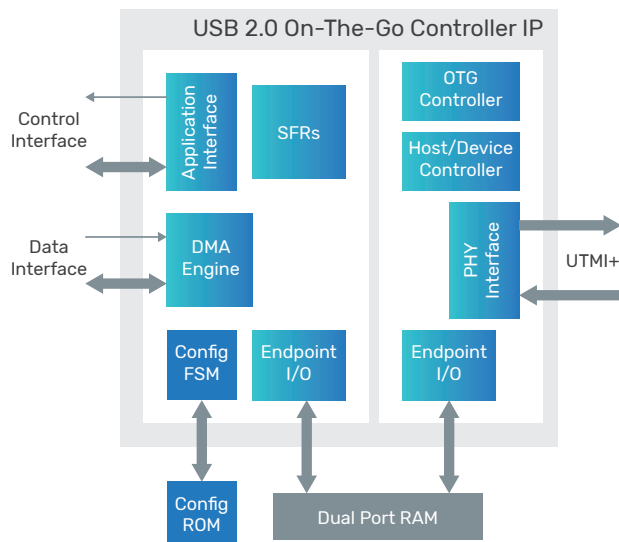 USB 2.0 On-The-Go Controller IP
Control
Interface
Application
Interface
SFRs
OTG
Controller
Host/Device
Controller
Data
Interface
DMA
Engine
PHY
Interface
UTMI+
Config
FSM
Endpoint
I/O
Endpoint
I/O
Config
ROM
Dual Port RAM